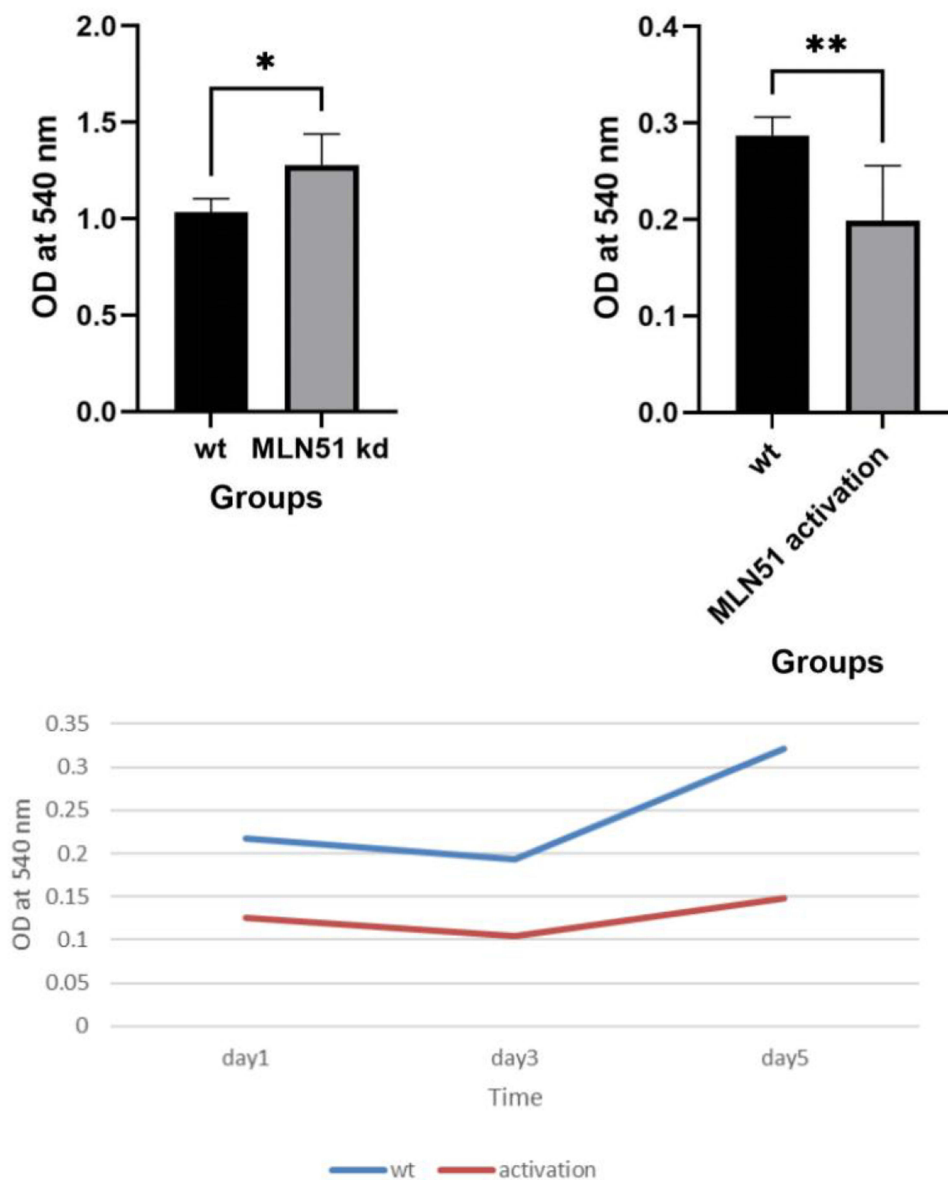 2.0
1.5
1.0
0.5
0.0
OD at 540 nm
*
wt MLN51 kd
Groups
0.4
0.3
0.2
0.1
0.0
OD at 540 nm
**
wt
MLN51 activation
Groups
0.35
0.3
0.25
0.2
0.15
0.1
0.05
0
OD at 540 nm
day1 day3 day5
Time
wt activation